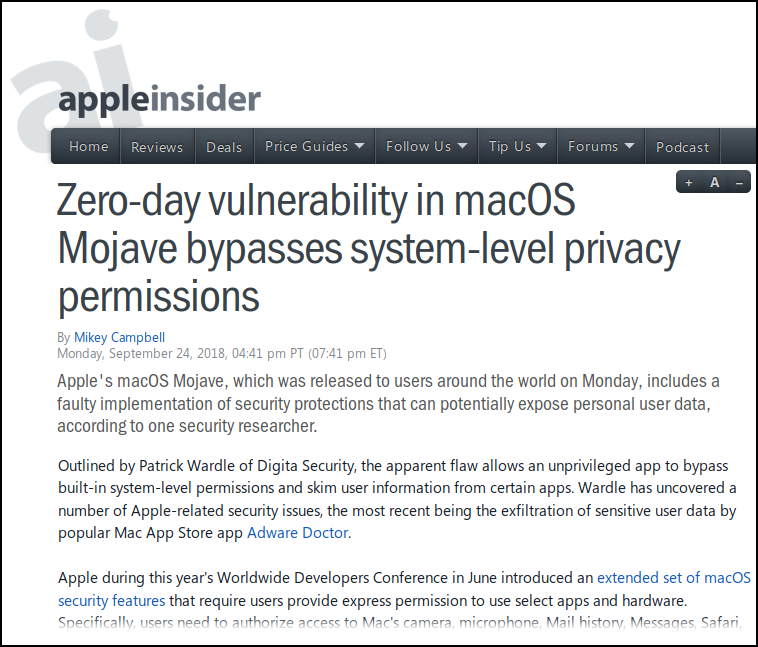 ai
appleinsider
Home Reviews Deals Price Guides Follow Us Tip Us Forums Podcast
+ A –
Zero-day vulnerability in macOS
Mojave bypasses system-level privacy
permissions
By Mikey Campbell
Monday, September 24, 2018, 04:41 pm PT (07:41 pm ET)
Apple's macOS Mojave, which was released to users around the world on Monday, includes a
faulty implementation of security protections that can potentially expose personal user data,
according to one security researcher.
Outlined by Patrick Wardle of Digita Security, the apparent flaw allows an unprivileged app to bypass
built-in system-level permissions and skim user information from certain apps. Wardle has uncovered a
number of Apple-related security issues, the most recent being the exfiltration of sensitive user data by
popular Mac App Store app Adware Doctor.
Apple during this year's Worldwide Developers Conference in June introduced an extended set of macOS
security features that require users provide express permission to use select apps and hardware.
Specifically, users need to authorize access to Mac's camera, microphone, Mail history, Messages, Safari,